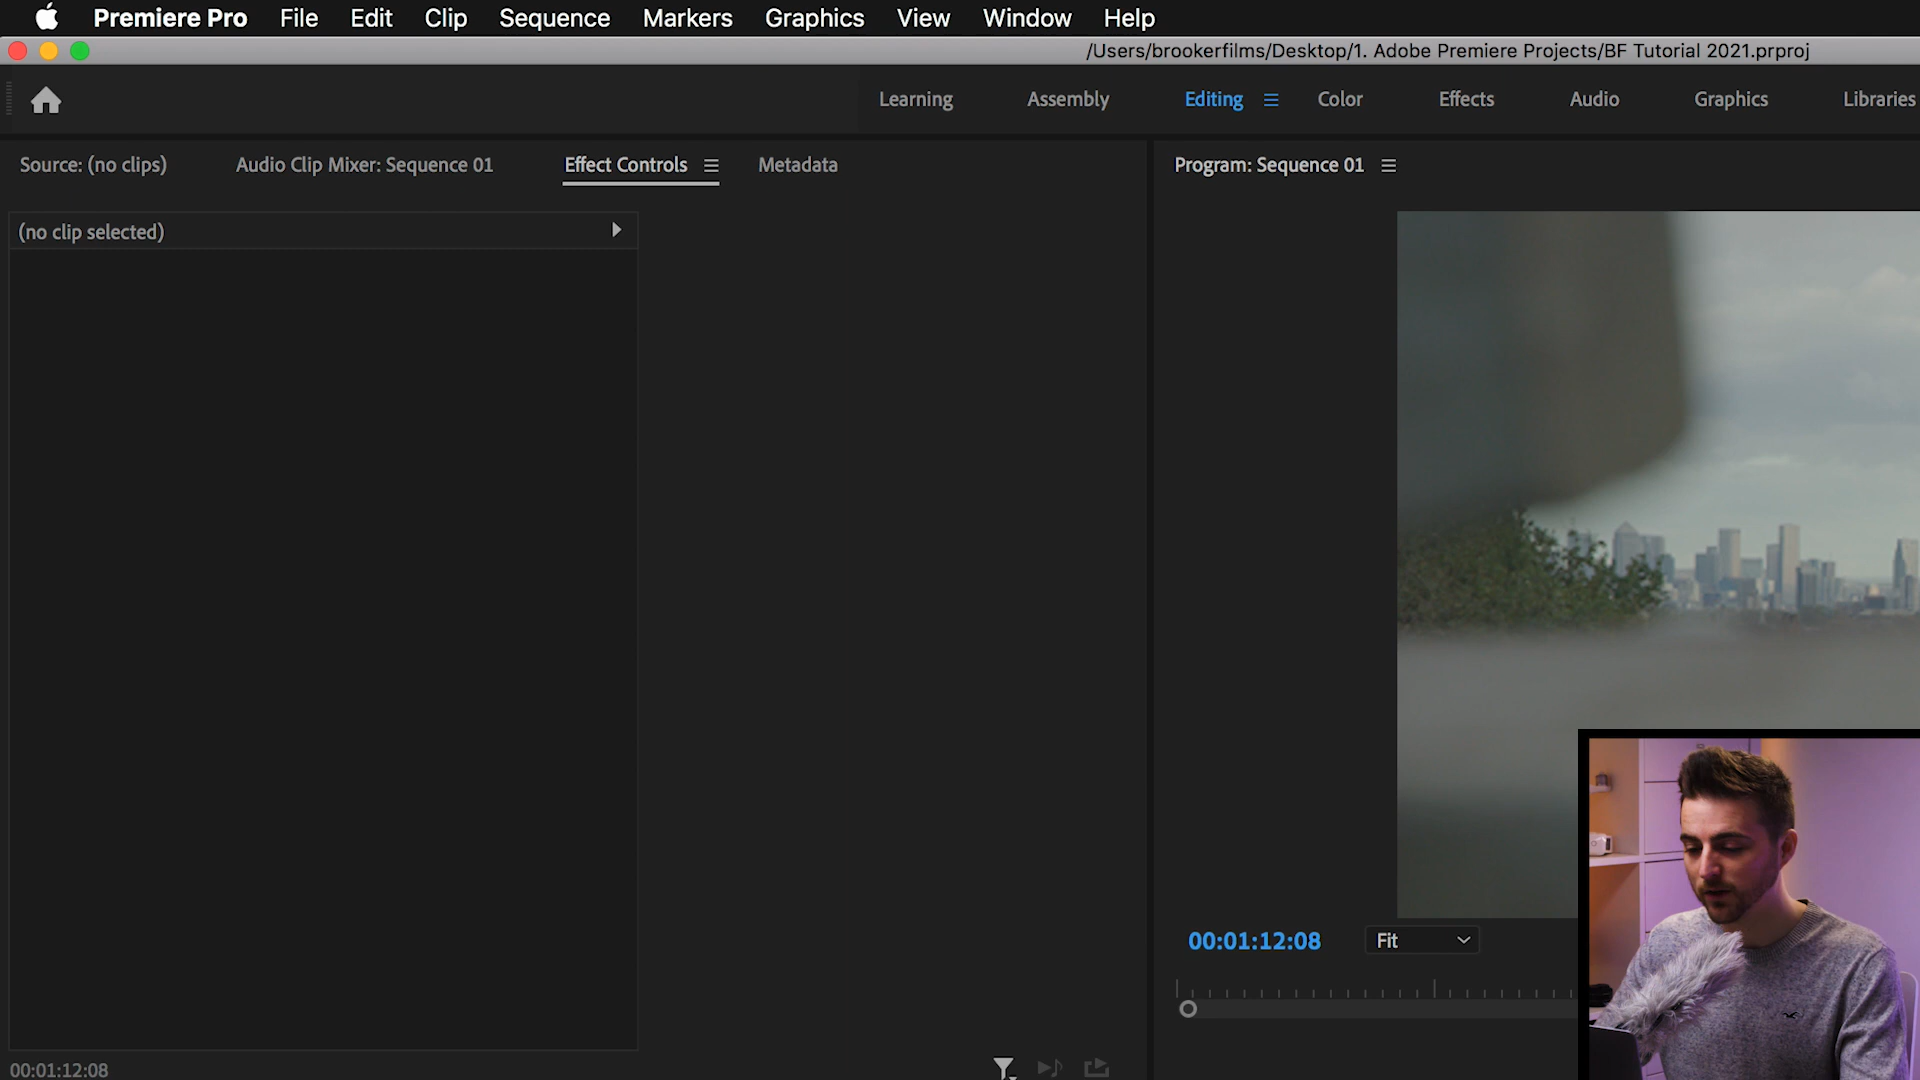 Premiere Pro File Edit Clip Sequence Markers Graphics View Window Help
/Users/brookerfilms/Desktop/1. Adobe Premiere Projects/BF Tutorial 2021.prproj
Learning Assembly Editing Color Effects Audio Graphics Libraries
Source: (no clips) Audio Clip Mixer: Sequence 01 Effect Controls Metadata Program: Sequence 01
(no clip selected)
00:01:12:08 Fit
00:01:12:08